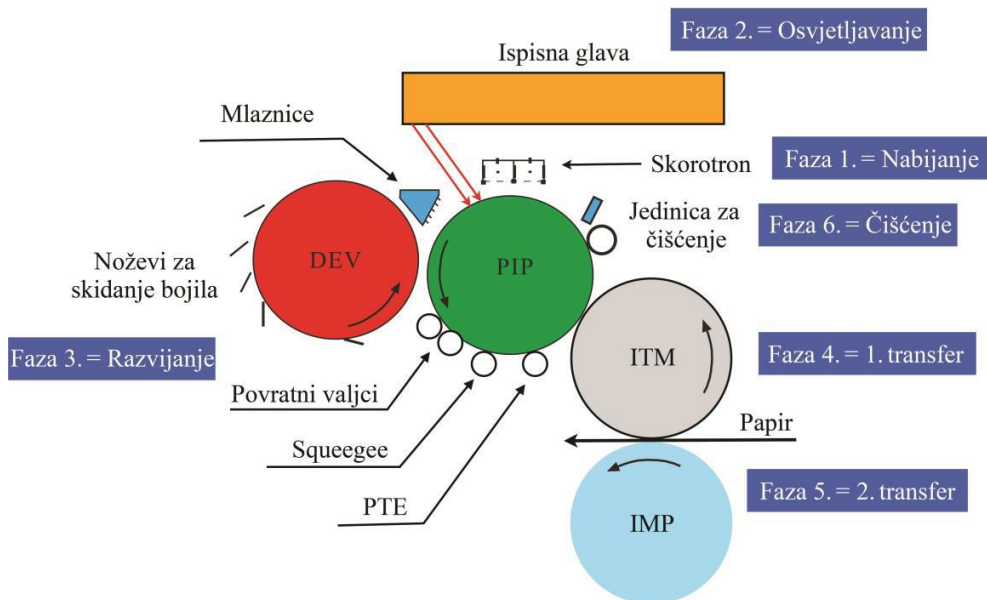 Faza 2. = Osvjetljavanje
Ispisna glava
Mlaznice
Skorotron
Faza 1. = Nabijanje
Jedinica za
čišćenje
Faza 6. = Čišćenje
DEV
PIP
Noževi za
skidanje bojila
Faza 3. = Razvijanje
ITM
Faza 4. = 1. transfer
Povratni valjci
Papir
Squeegee
Faza 5. = 2. transfer
PTE
IMP